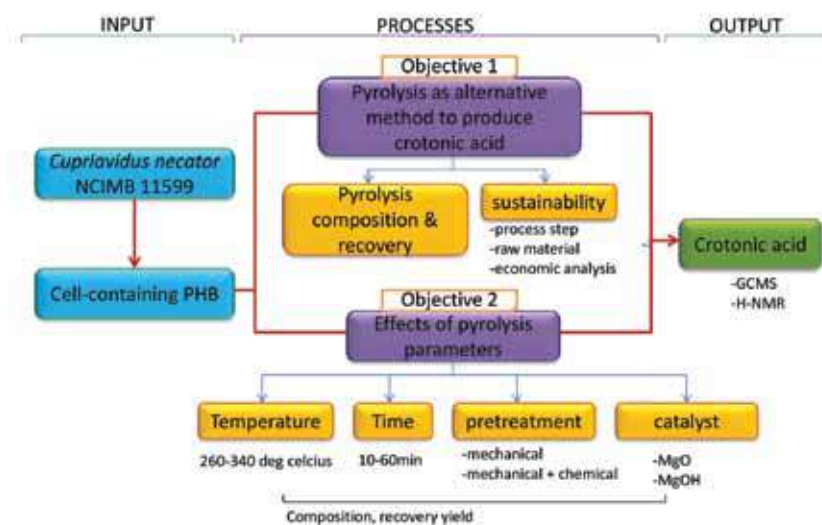 INPUT
PROCESSES
OUTPUT
Objective 1
Pyrolysis as alternative
method to produce
crotonic acid
Cupriavidus necator
NCIMB 11599
Pyrolysis
composition &
recovery
sustainability
-process step
-raw material
-economic analysis
Crotonic acid
-GCMS
-H-NMR
Cell-containing PHB
Objective 2
Effects of pyrolysis
parameters
Temperature
260-340 deg celcius
Time
10-60min
pretreatment
-mechanical
-mechanical + chemical
catalyst
-MgO
-MgOH
Composition, recovery yield